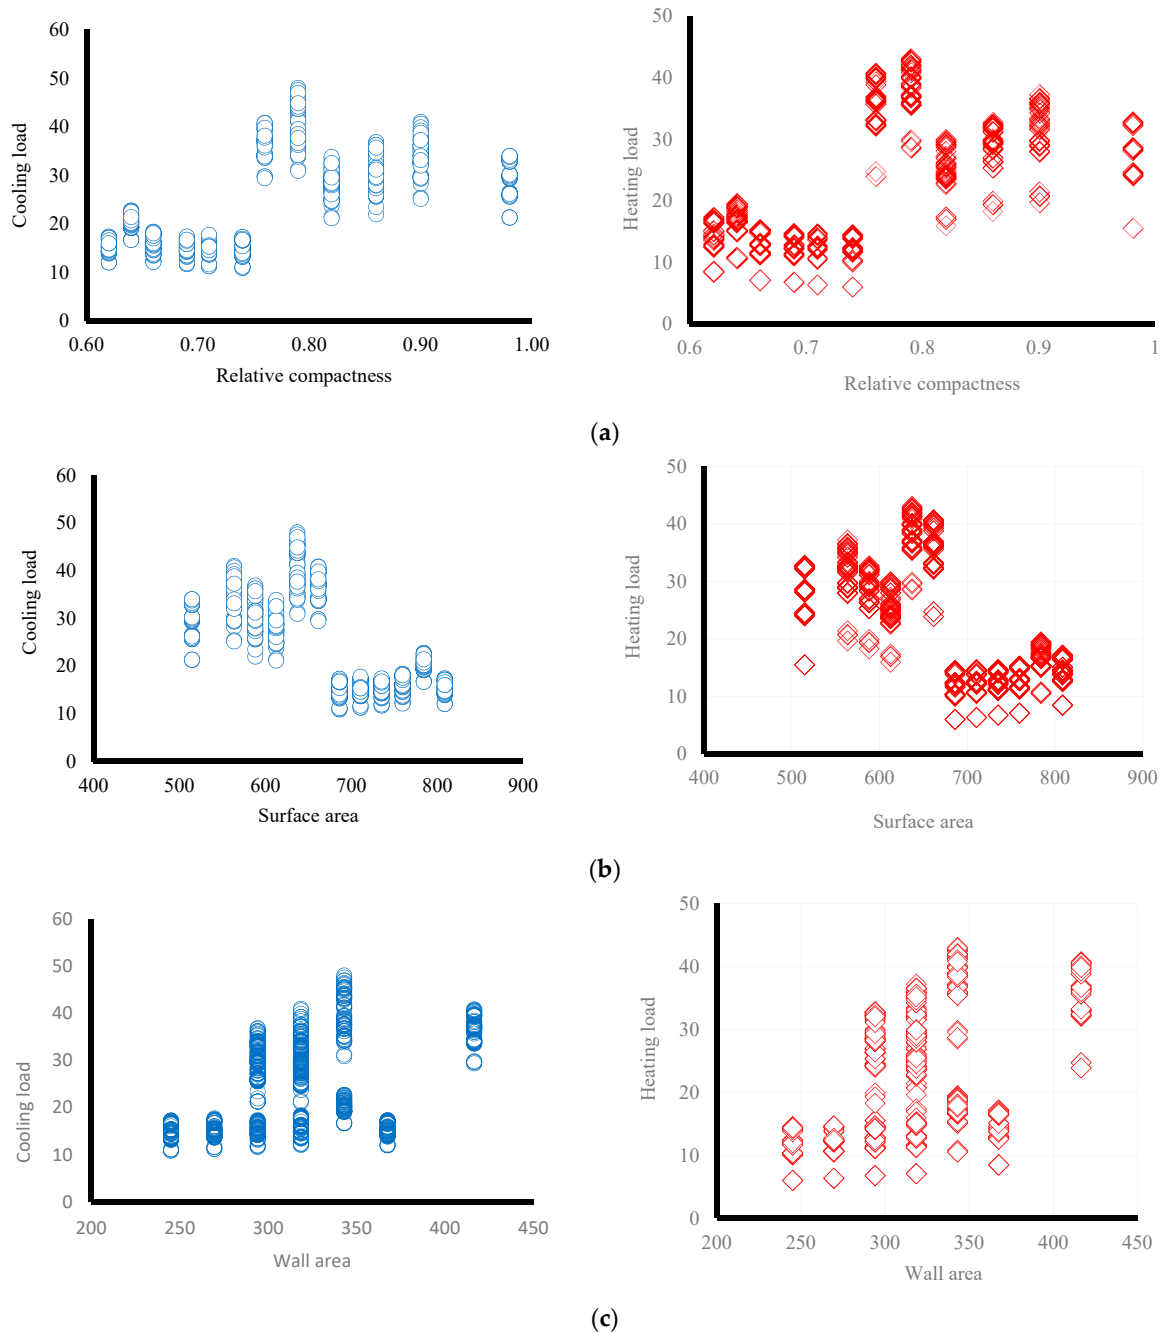 60
50
40
30
20
10
0
Cooling load
0.60 0.70 0.80 0.90 1.00
Relative compactness
50
40
30
20
10
0
Heating load
0.6 0.7 0.8 0.9 1
Relative compactness
(a)
60
50
40
30
20
10
0
Cooling load
400 500 600 700 800 900
Surface area
50
40
30
20
10
0
Heating load
400 500 600 700 800 900
Surface area
(b)
60
50
40
30
20
10
0
Cooling load
200 250 300 350 400 450
Wall area
50
40
30
20
10
0
Heating load
200 250 300 350 400 450
Wall area
(c)